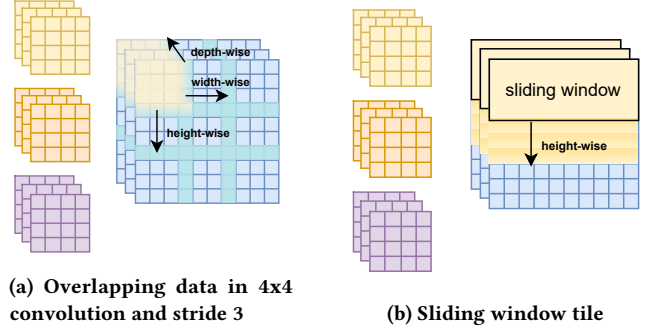 depth-wise
width-wise
height-wise
sliding window
height-wise
(a) Overlapping data in 4x4
convolution and stride 3
(b) Sliding window tile